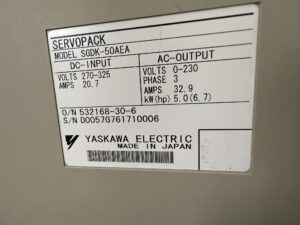 SERVOPACK
MODEL SGDK-50AEA
DC-INPUT AC-OUTPUT
VOLTS 270-325 VOLTS 0-230
AMPS 20.7 PHASE 3
AMPS 32.9
kW(hp) 5.0(6.7)
O/N 532168-30-6
S/N D0057G761710006
YASKAWA ELECTRIC
MADE IN JAPAN